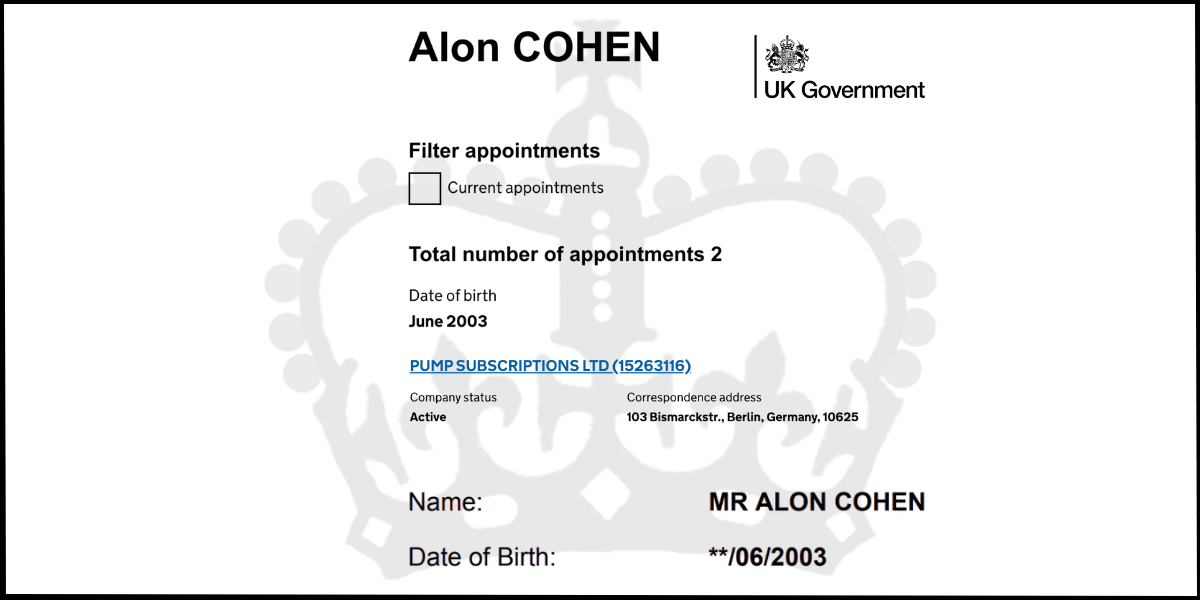 Alon COHEN
UK Government
Filter appointments
Current appointments
Total number of appointments 2
Date of birth
June 2003
PUMP SUBSCRIPTIONS LTD (15263116)
Company status Correspondence address
Active 103 Bismarckstr., Berlin, Germany, 10625
Name: MR ALON COHEN
Date of Birth: **/06/2003